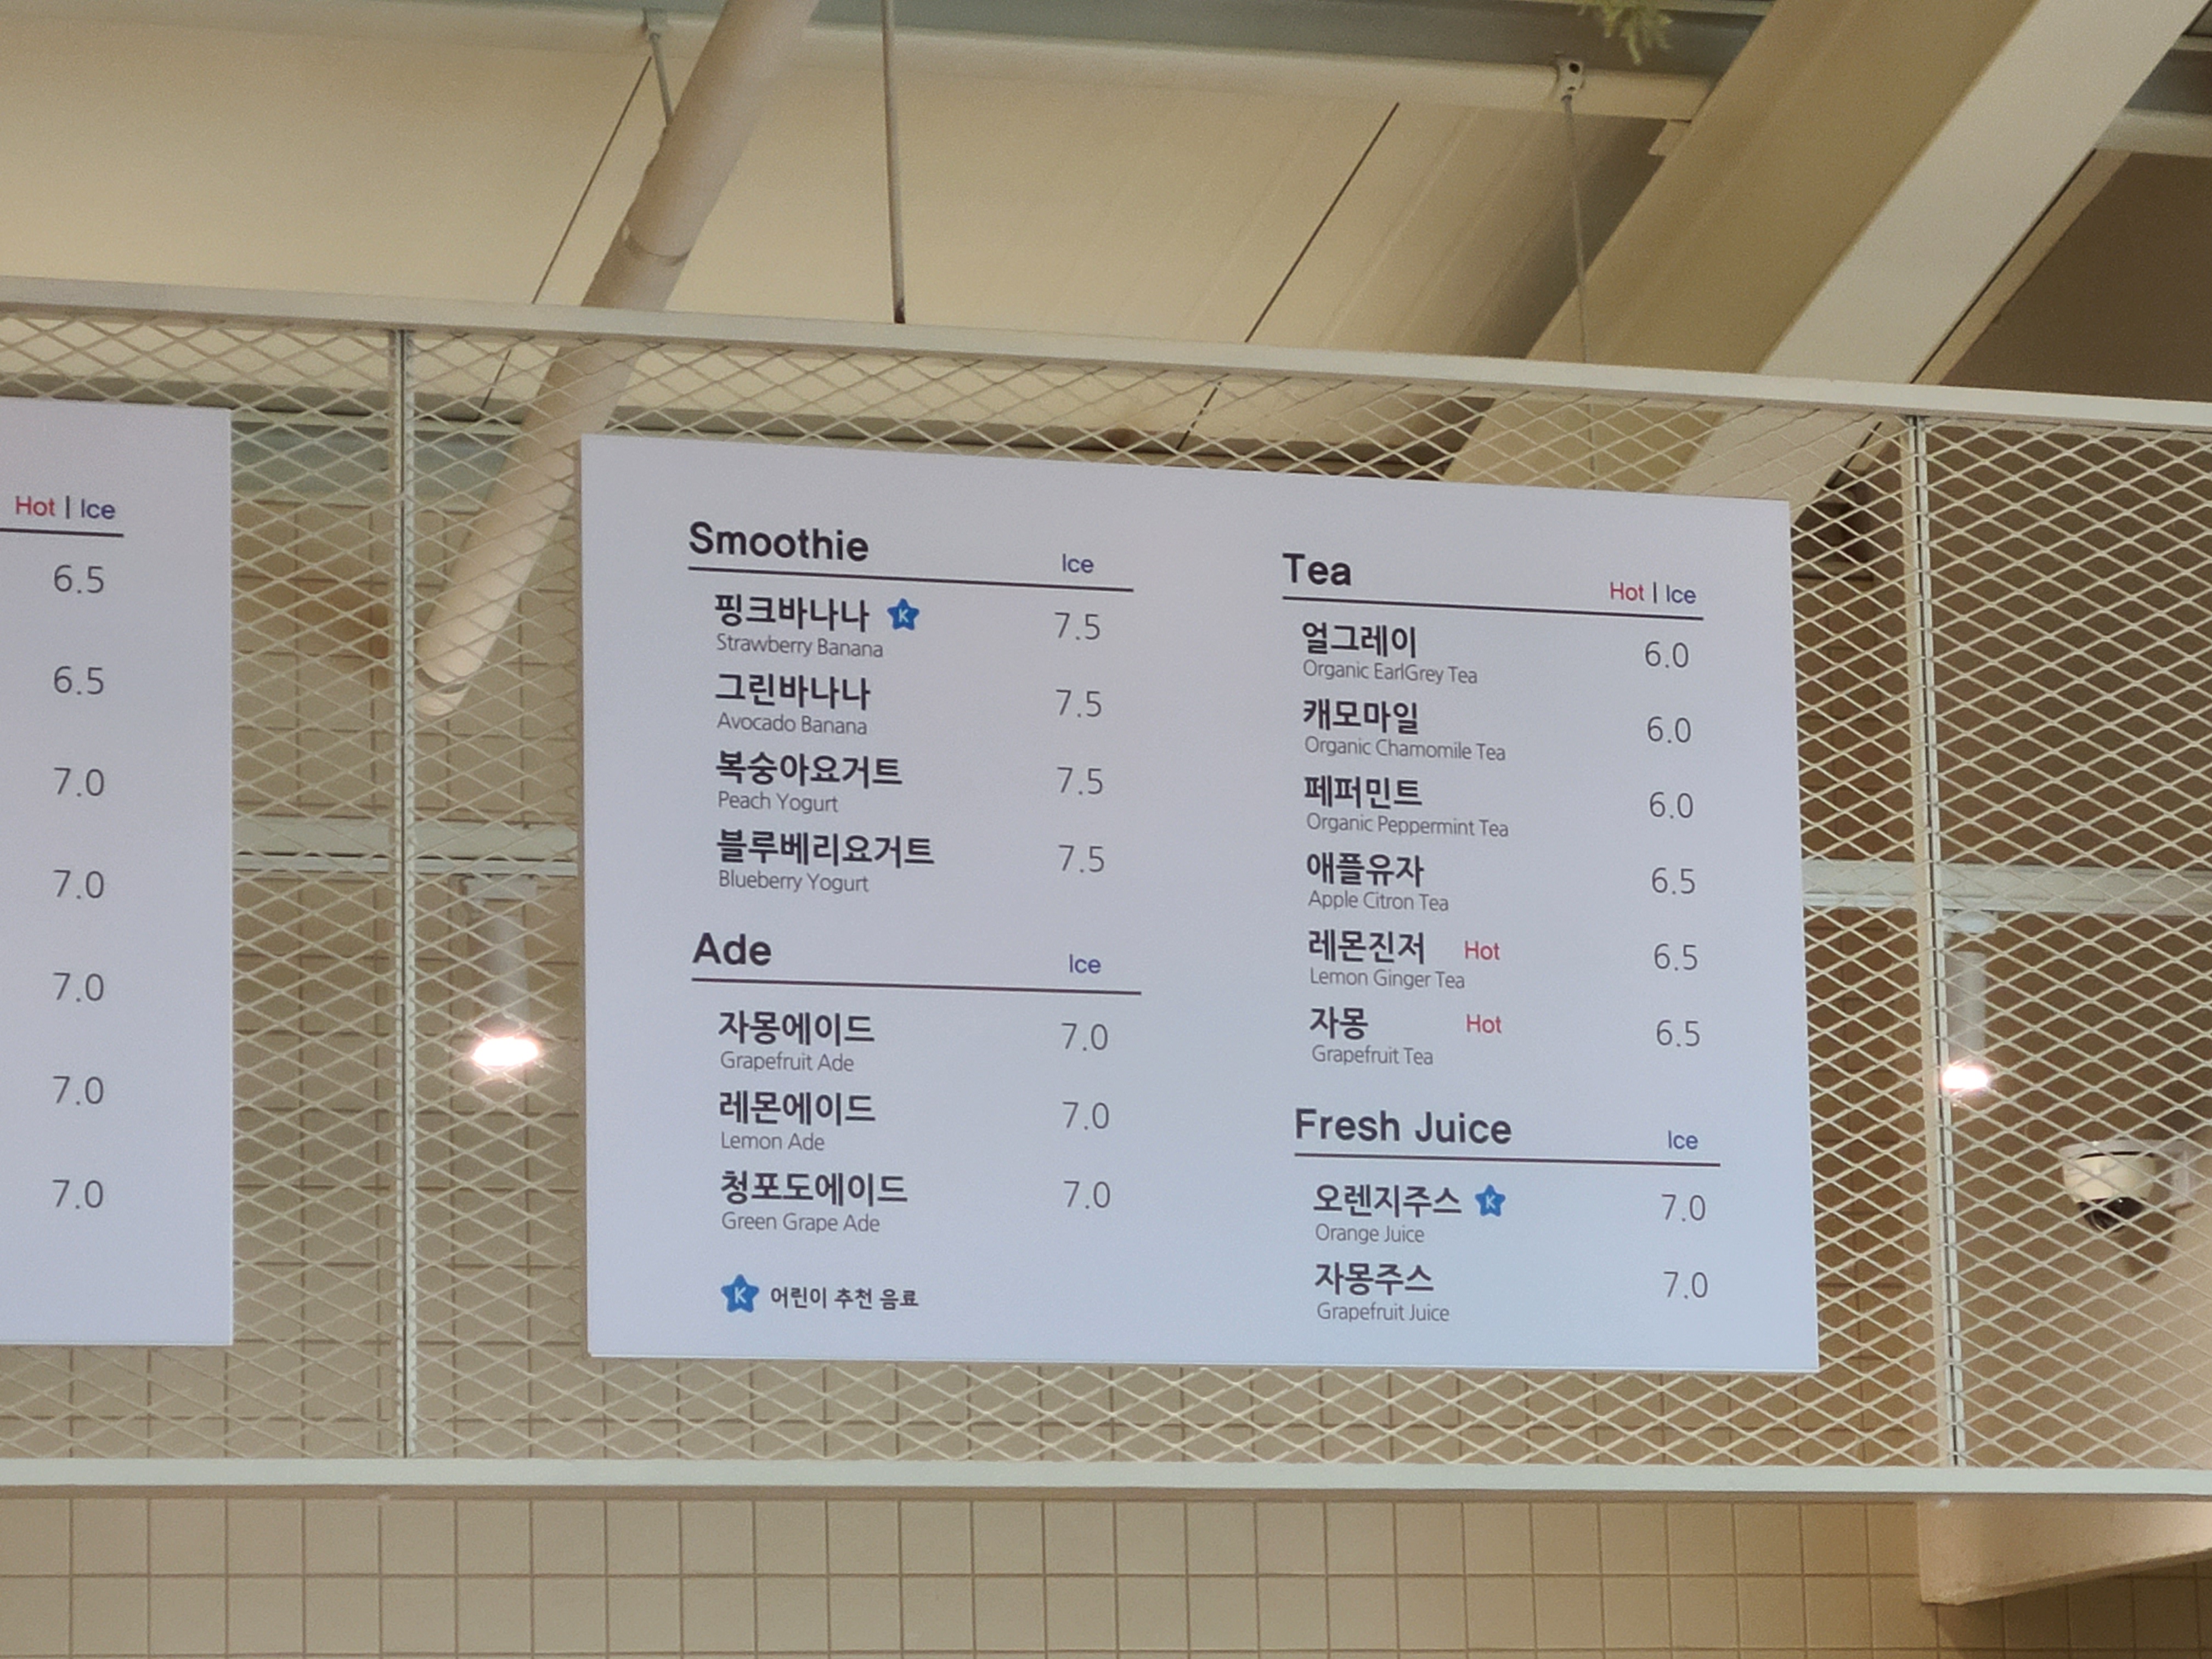 Hot | Ice
6.5
6.5
7.0
7.0
7.0
7.0
7.0
Smoothie Ice
핑크바나나 K 7.5
Strawberry Banana
그린바나나 7.5
Avocado Banana
복숭아요거트 7.5
Peach Yogurt
블루베리요거트 7.5
Blueberry Yogurt
Ade Ice
자몽에이드 7.0
Grapefruit Ade
레몬에이드 7.0
Lemon Ade
청포도에이드 7.0
Green Grape Ade
K 어린이 추천 음료
Tea Hot | Ice
얼그레이 6.0
Organic EarlGrey Tea
캐모마일 6.0
Organic Chamomile Tea
페퍼민트 6.0
Organic Peppermint Tea
애플유자 6.5
Apple Citron Tea
레몬진저 Hot 6.5
Lemon Ginger Tea
자몽 Hot 6.5
Grapefruit Tea
Fresh Juice Ice
오렌지주스 K 7.0
Orange Juice
자몽주스 7.0
Grapefruit Juice